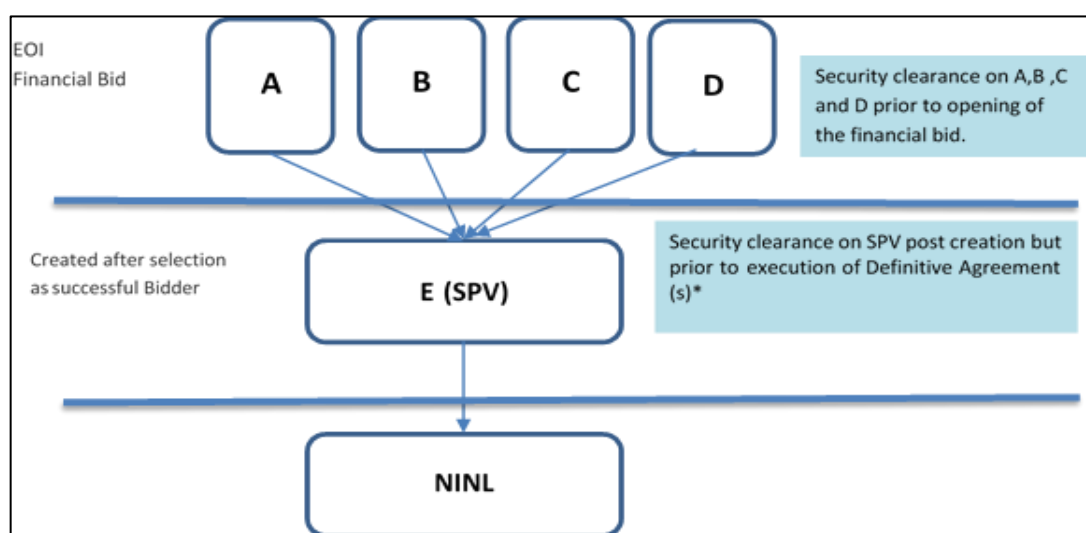 EOI
Financial Bid
A
B
C
D
Security clearance on A,B ,C
and D prior to opening of
the financial bid.
Created after selection
as successful Bidder
E (SPV)
Security clearance on SPV post creation but
prior to execution of Definitive Agreement
(s)*
NINL